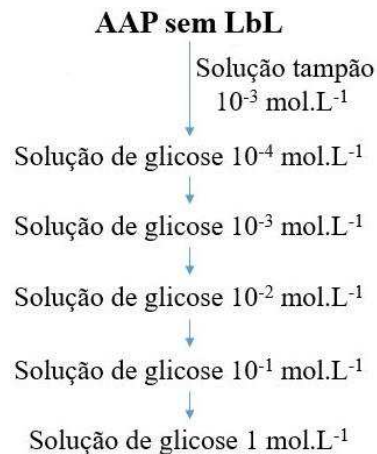 AAP sem LbL
Solução tampão
10⁻³ mol.L⁻¹
Solução de glicose 10⁻⁴ mol.L⁻¹
Solução de glicose 10⁻³ mol.L⁻¹
Solução de glicose 10⁻² mol.L⁻¹
Solução de glicose 10⁻¹ mol.L⁻¹
Solução de glicose 1 mol.L⁻¹